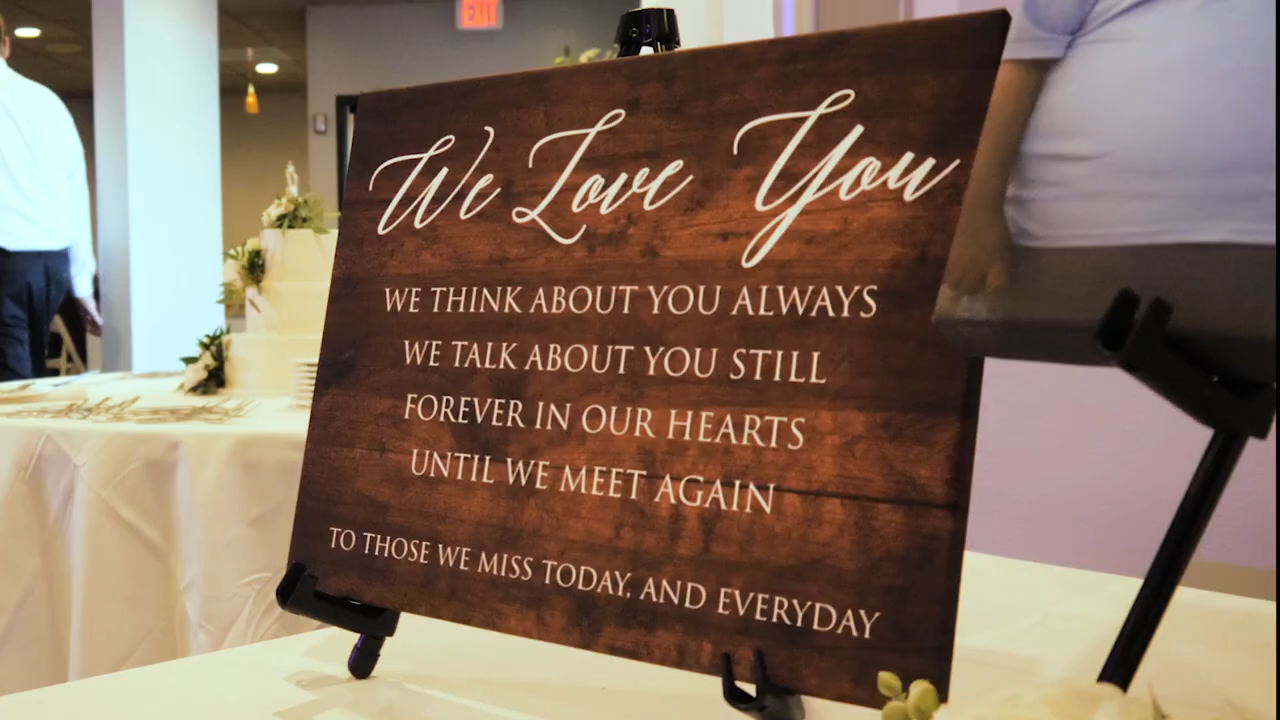 EXIT
We Love You
WE THINK ABOUT YOU ALWAYS
WE TALK ABOUT YOU STILL
FOREVER IN OUR HEARTS
UNTIL WE MEET AGAIN
TO THOSE WE MISS TODAY, AND EVERYDAY